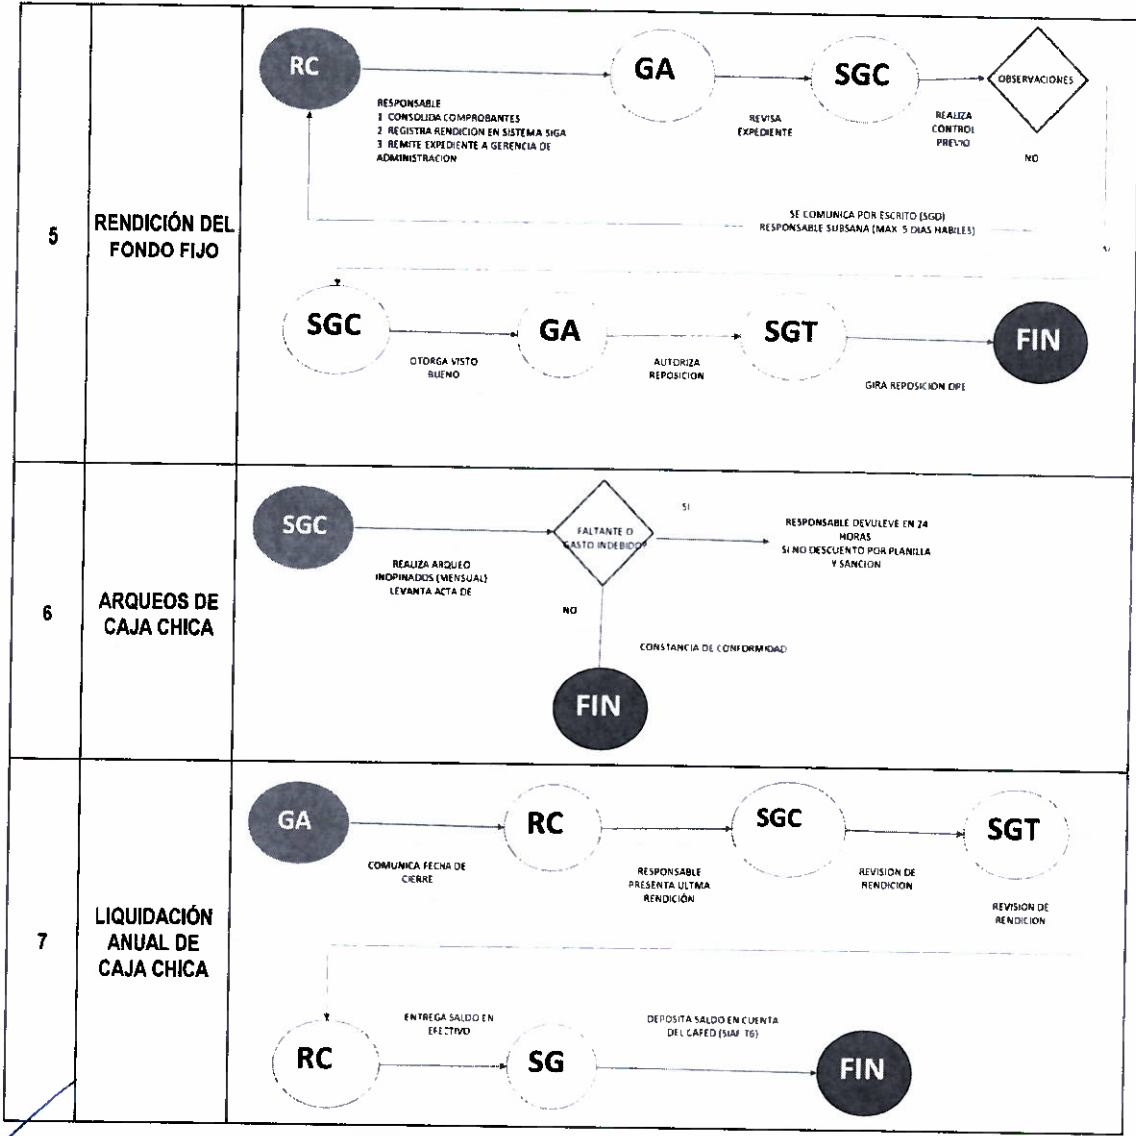 5
RENDICIÓN DEL
FONDO FIJO
RC
GA
SGC
OBSERVACIONES
RESPONSABLE
1 CONSOLIDA COMPROBANTES
2 REGISTRA RENDICION EN SISTEMA SIGA
3 REMITE EXPEDIENTE A GERENCIA DE
ADMINISTRACION
REVISA
EXPEDIENTE
REALIZA
CONTROL
PREVIO
NO
SE COMUNICA POR ESCRITO (SGD)
RESPONSABLE SUBSANA (MAX. 5 DIAS HABILES)
SGC
GA
SGT
FIN
OTORGA VISTO
BUENO
AUTORIZA
REPOSICION
GIRA REPOSICION OPE
6
ARQUEOS DE
CAJA CHICA
SGC
FALTANTE O
GASTO INDEBIDO?
SI
RESPONSABLE DEVULEVE EN 24
HORAS
SI NO DESCUENTO POR PLANILLA
Y SANCION
REALIZA ARQUEO
INOPINADOS (MENSUAL)
LEVANTA ACTA DE
NO
CONSTANCIA DE CONFORMIDAD
FIN
7
LIQUIDACIÓN
ANUAL DE
CAJA CHICA
GA
RC
SGC
SGT
COMUNICA FECHA DE
CIERRE
RESPONSABLE
PRESENTA ULTMA
RENDICIÓN
REVISION DE
RENDICION
REVISION DE
RENDICION
RC
ENTREGA SALDO EN
EFECTIVO
SG
DEPOSITA SALDO EN CUENTA
DEL CAFED (SIAF T6)
FIN